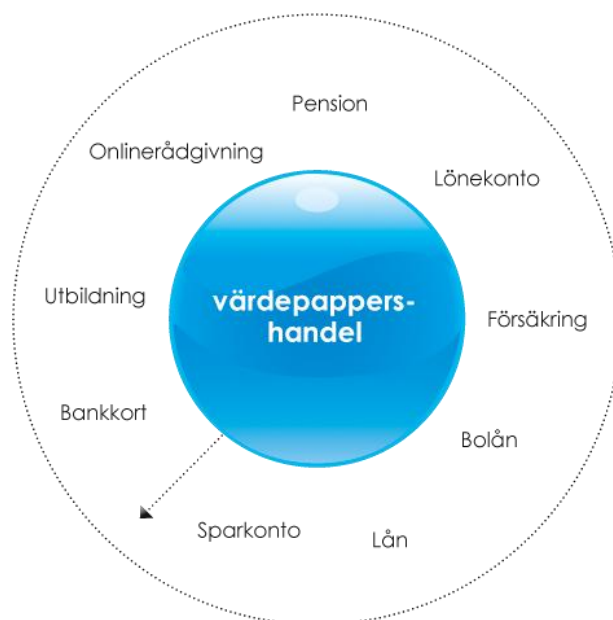 Pension
Onlinerådgivning
Lönekonto
Utbildning
värdepappers-
handel
Försäkring
Bankkort
Bolån
Sparkonto
Lån